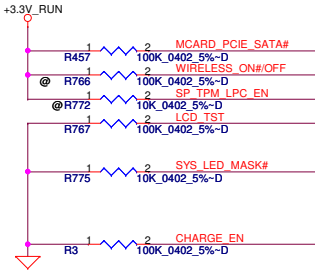 +3.3V_RUN
1 2 MCARD_PCIE_SATA#
R457 100K_0402_5%~D
1 2 WIRELESS_ON#/OFF
@ R766 100K_0402_5%~D
1 2 SP_TPM_LPC_EN
@ R772 10K_0402_5%~D
1 2 LCD_TST
R767 100K_0402_5%~D
1 2 SYS_LED_MASK#
R775 10K_0402_5%~D
1 2 CHARGE_EN
R3 100K_0402_5%~D